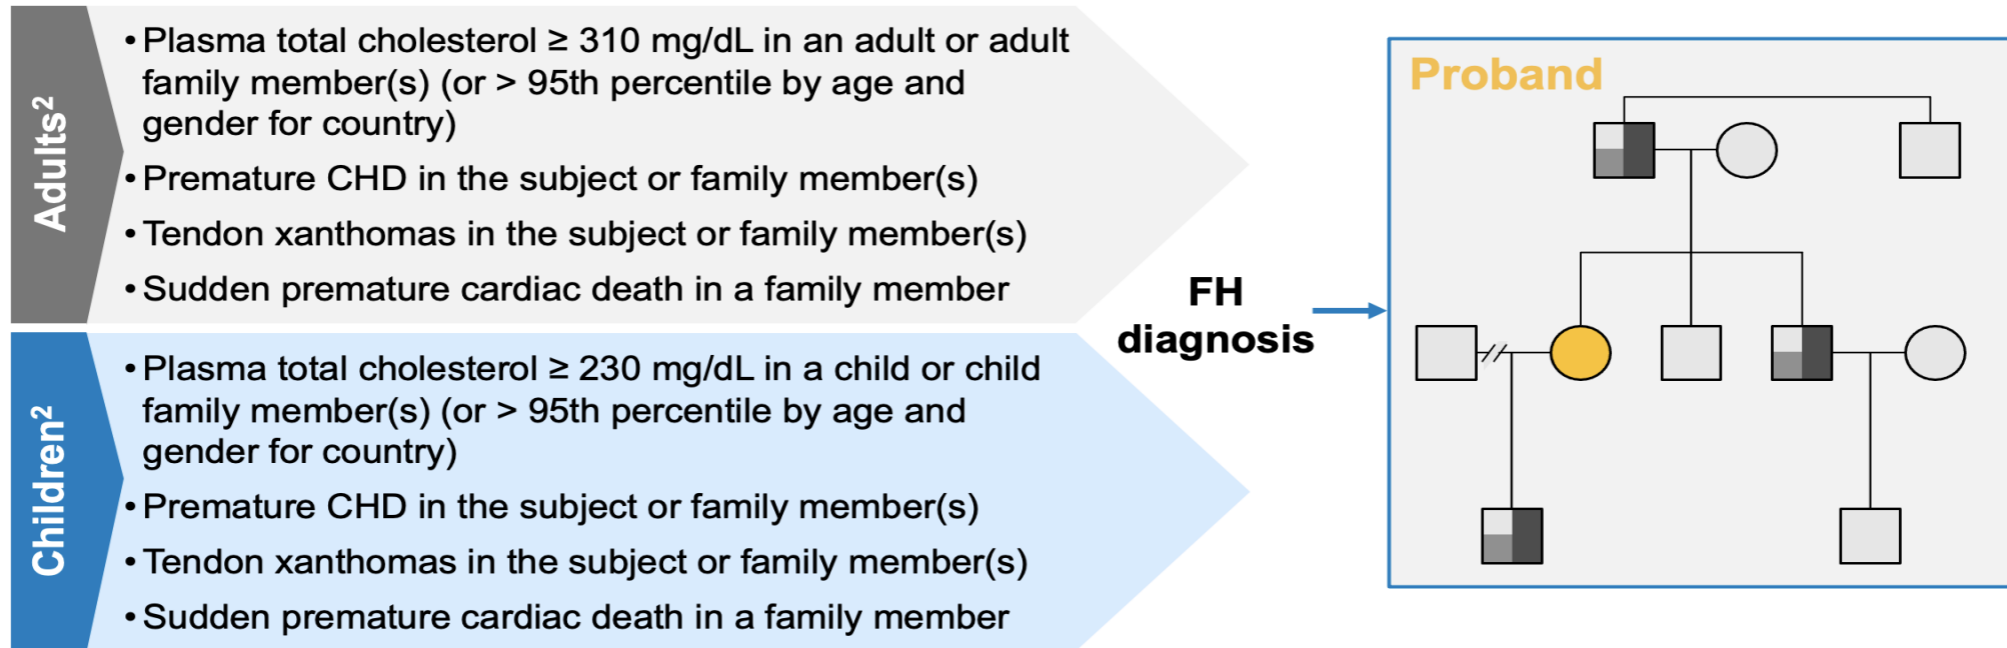 Adults²
• Plasma total cholesterol ≥ 310 mg/dL in an adult or adult
family member(s) (or > 95th percentile by age and
gender for country)
• Premature CHD in the subject or family member(s)
• Tendon xanthomas in the subject or family member(s)
• Sudden premature cardiac death in a family member
Children²
• Plasma total cholesterol ≥ 230 mg/dL in a child or child
family member(s) (or > 95th percentile by age and
gender for country)
• Premature CHD in the subject or family member(s)
• Tendon xanthomas in the subject or family member(s)
• Sudden premature cardiac death in a family member
FH
diagnosis
Proband